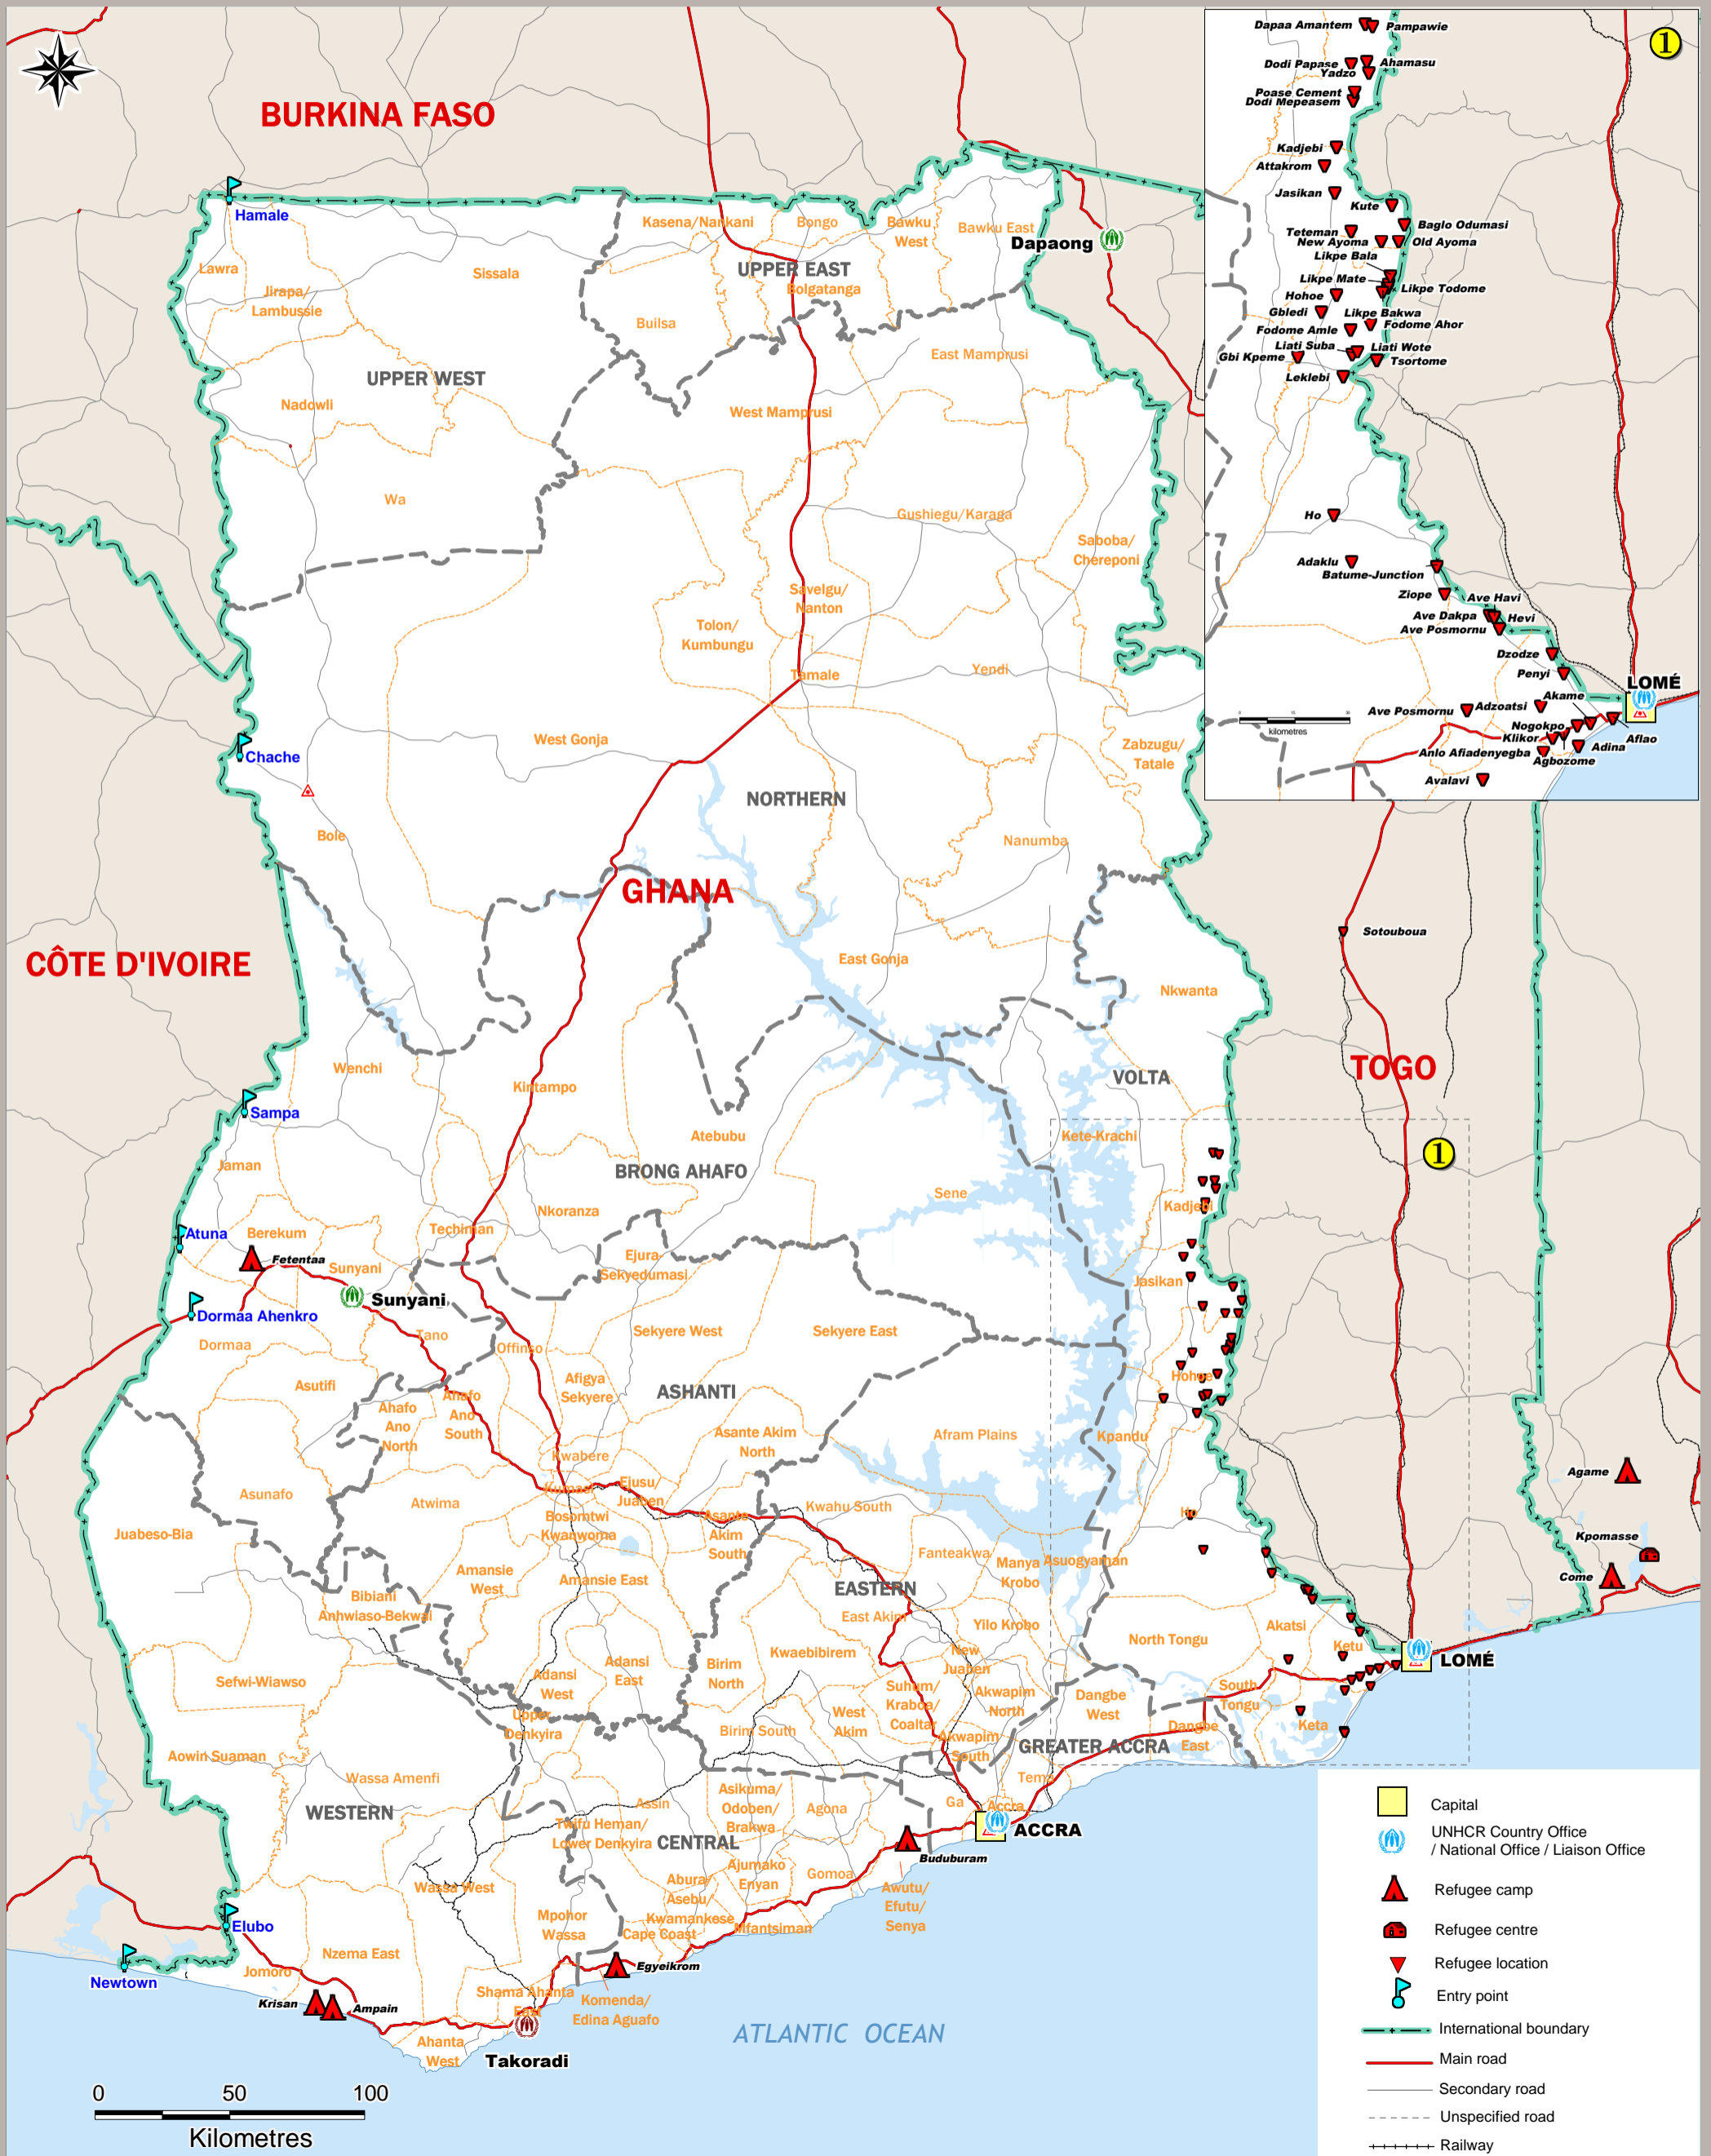 BURKINA FASO
Hamale
Lawra
Jirapa/
Lambussie
Sissala
Kasena/Nankani
Bongo
Bawku
West
Bawku East
Dapaong
UPPER EAST
Bolgatanga
Builsa
UPPER WEST
Nadowli
East Mamprusi
West Mamprusi
Wa
Gushiegu/Karaga
Saboba/
Chereponi
Savelgu/
Nanton
Tolon/
Kumbungu
Tamale
Yendi
West Gonja
Zabzugu/
Tatale
Chache
NORTHERN
Bole
Nanumba
GHANA
CÔTE D'IVOIRE
East Gonja
Nkwanta
Sotouboua
Wenchi
Kintampo
VOLTA
TOGO
Sampa
Atebubu
Kete-Krachi
1
Jaman
BRONG AHAFO
Sene
Kadjebi
Nkoranza
Atuna
Berekum
Techiman
Fetentaa
Sunyani
Ejura
Sekyedumasi
Jasikan
Sunyani
Dormaa Ahenkro
Dormaa
Tano
Offinso
Sekyere West
Sekyere East
Asutifi
Afigya
Sekyere
ASHANTI
Hohoe
Ahafo
Ano
North
Ahafo
Ano
South
Asante Akim
North
Afram Plains
Kpandu
Kwabere
Agame
Asunafo
Atwima
Kumasi
Ejusu/
Juaben
Kwahu South
Juabeso-Bia
Bosomtwi
Kwanwoma
Asante
Akim
South
Ho
Kpomasse
Come
Fanteakwa
Manya
Krobo
Asuogyaman
Amansie
West
Amansie East
EASTERN
Bibiani
Anhwiaso-Bekwai
East Akim
Yilo Krobo
Akatsi
North Tongu
Ketu
LOMÉ
Kwaebibirem
New
Juaben
Sefwi-Wiawso
Adansi
West
Adansi
East
Birim
North
Suhum/
Kraboa/
Coaltar
Akwapim
North
Dangbe
West
South
Tongu
Upper
Denkyira
Birim South
West
Akim
Akwapim
South
Dangbe
East
Keta
GREATER ACCRA
Aowin Suaman
Wassa Amenfi
Tema
WESTERN
Assin
Asikuma/
Odoben/
Brakwa
Agona
Ga
Accra
ACCRA
Twifu Heman/
Lower Denkyira
CENTRAL
Buduburam
Wassa West
Abura/
Asebu/
Kwamankese
Ajumako
Enyan
Gomoa
Awutu/
Efutu/
Senya
Elubo
Mpohor
Wassa
Cape Coast
Mfantsiman
Nzema East
Newtown
Jomoro
Egyeikrom
Krisan
Ampain
Shama Ahanta
East
Komenda/
Edina Aguafo
Ahanta
West
Takoradi
ATLANTIC OCEAN
0 50 100
Kilometres
1
Dapaa Amantem
Pampawie
Dodi Papase
Ahamasu
Yadzo
Poase Cement
Dodi Mepeasem
Kadjebi
Attakrom
Jasikan
Kute
Baglo Odumasi
Teteman
New Ayoma
Old Ayoma
Likpe Bala
Likpe Mate
Likpe Todome
Hohoe
Gbledi
Likpe Bakwa
Fodome Ahor
Fodome Amle
Liati Suba
Liati Wote
Gbi Kpeme
Tsortome
Leklebi
Ho
Adaklu
Batume-Junction
Ziope
Ave Havi
Ave Dakpa
Hevi
Ave Posmornu
Dzodze
Penyi
LOMÉ
Akame
Ave Posmornu
Adzoatsi
Nogokpo
Klikor
Aflao
Anlo Afiadenyegba
Adina
Agbozome
Avalavi
kilometres
Capital
UNHCR Country Office
/ National Office / Liaison Office
Refugee camp
Refugee centre
Refugee location
Entry point
International boundary
Main road
Secondary road
Unspecified road
Railway